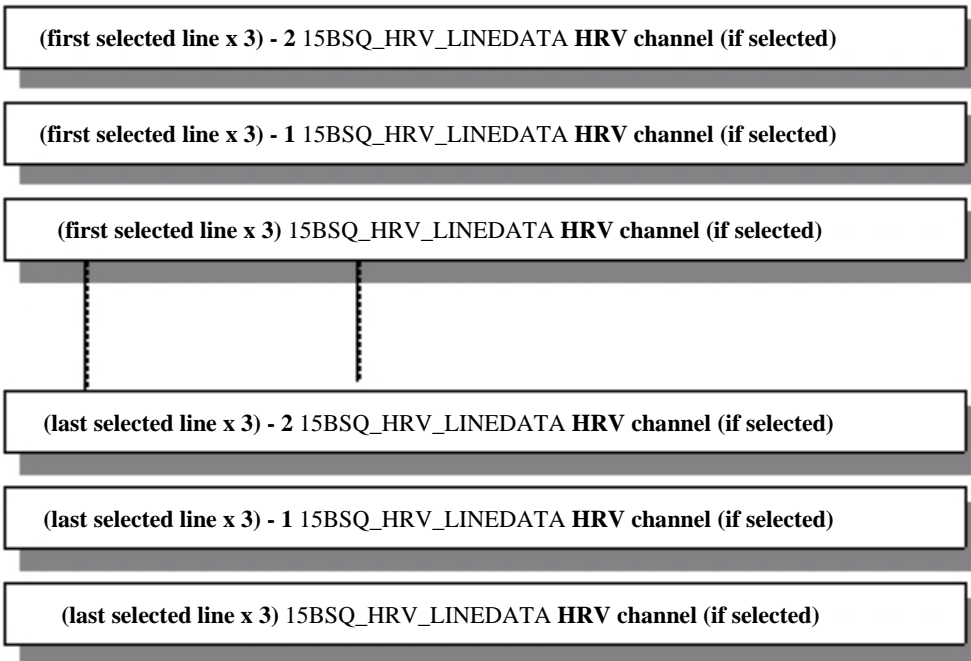 (first selected line x 3) - 2 15BSQ_HRV_LINEDATA HRV channel (if selected)
(first selected line x 3) - 1 15BSQ_HRV_LINEDATA HRV channel (if selected)
(first selected line x 3) 15BSQ_HRV_LINEDATA HRV channel (if selected)
(last selected line x 3) - 2 15BSQ_HRV_LINEDATA HRV channel (if selected)
(last selected line x 3) - 1 15BSQ_HRV_LINEDATA HRV channel (if selected)
(last selected line x 3) 15BSQ_HRV_LINEDATA HRV channel (if selected)